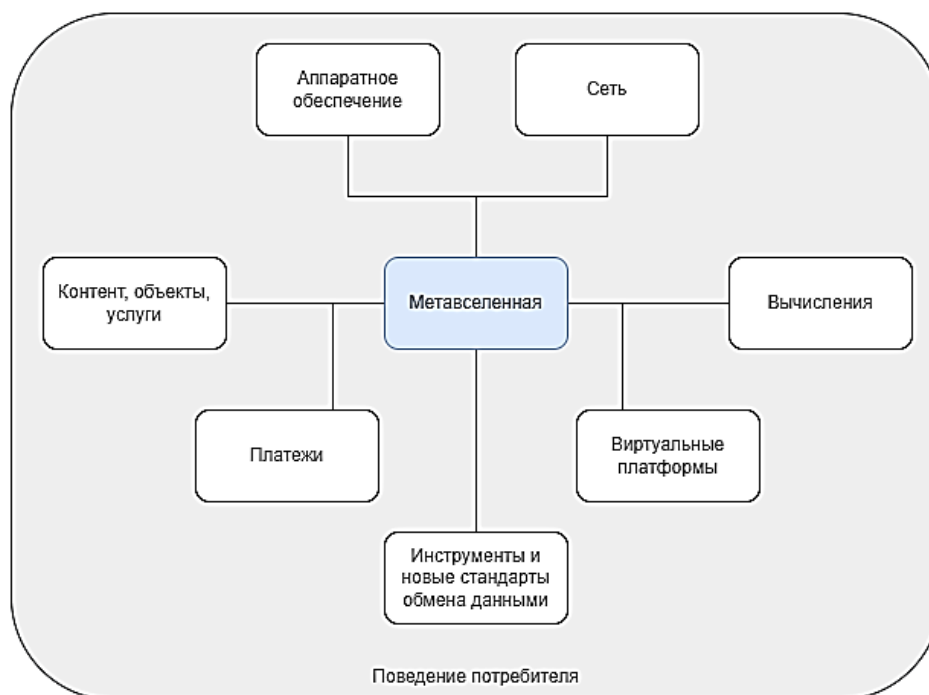 Аппаратное
обеспечение
Сеть
Контент, объекты,
услуги
Метавселенная
Вычисления
Платежи
Виртуальные
платформы
Инструменты и
новые стандарты
обмена данными
Поведение потребителя